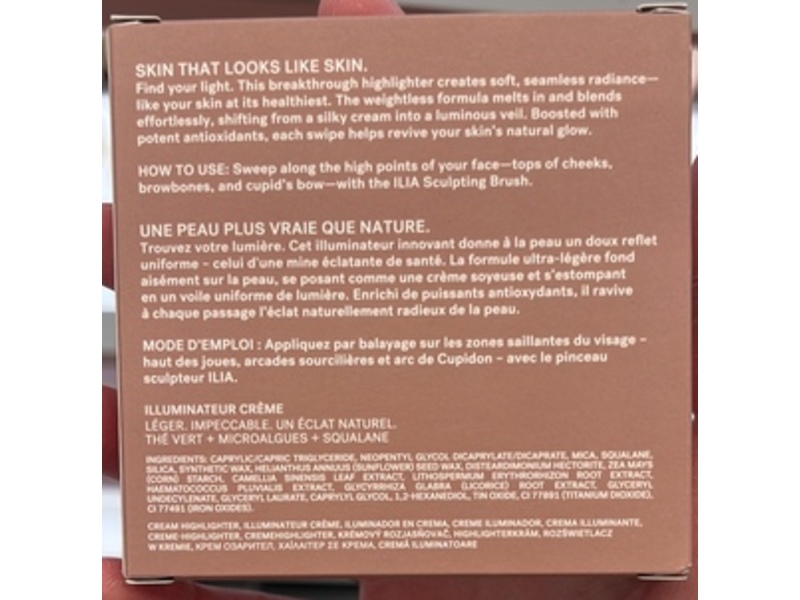 SKIN THAT LOOKS LIKE SKIN.
Find your light. This breakthrough highlighter creates soft, seamless radiance—
like your skin at its healthiest. The weightless formula melts in and blends
effortlessly, shifting from a silky cream into a luminous veil. Boosted with
potent antioxidants, each swipe helps revive your skin's natural glow.
HOW TO USE: Sweep along the high points of your face—tops of cheeks,
browbones, and cupid's bow—with the ILIA Sculpting Brush.
UNE PEAU PLUS VRAIE QUE NATURE.
Trouvez votre lumière. Cet illuminateur innovant donne à la peau un doux reflet
uniforme – celui d'une mine éclatante de santé. La formule ultra-légère fond
aisément sur la peau, se posant comme une crème soyeuse et s'estompant
en un voile uniforme de lumière. Enrichi de puissants antioxydants, il ravive
à chaque passage l'éclat naturellement radieux de la peau.
MODE D'EMPLOI : Appliquez par balayage sur les zones saillantes du visage –
haut des joues, arcades sourcilières et arc de Cupidon – avec le pinceau
sculpteur ILIA.
ILLUMINATEUR CRÈME
LÉGER. IMPECCABLE. UN ÉCLAT NATUREL.
THÉ VERT + MICROALGUES + SQUALANE
INGREDIENTS: CAPRYLIC/CAPRIC TRIGLYCERIDE, NEOPENTYL GLYCOL DICAPRYLATE/DICAPRATE, MICA, SQUALANE,
SILICA, SYNTHETIC WAX, HELIANTHUS ANNUUS (SUNFLOWER) SEED WAX, DISTEARDIMONIUM HECTORITE, ZEA MAYS
(CORN) STARCH, CAMELLIA SINENSIS LEAF EXTRACT, LITHOSPERMUM ERYTHRORHIZON ROOT EXTRACT,
HAEMATOCOCCUS PLUVIALIS EXTRACT, GLYCYRRHIZA GLABRA (LICORICE) ROOT EXTRACT, GLYCERYL
UNDECYLENATE, GLYCERYL LAURATE, CAPRYLYL GLYCOL, 1,2-HEXANEDIOL, TIN OXIDE, CI 77891 (TITANIUM DIOXIDE),
CI 77491 (IRON OXIDES).
CREAM HIGHLIGHTER, ILLUMINATEUR CRÈME, ILUMINADOR EN CREMA, CREME ILUMINADOR, CREMA ILLUMINANTE,
CREME-HIGHLIGHTER, CREMEHIGHLIGHTER, KRÉMOVÝ ROZJASŇOVAČ, HIGHLIGHTERKRÄM, ROZŚWIETLACZ
W KREMIE, КРЕМ ОЗАРИТЕЛ, ΧΑΪΛΑΪΤΕΡ ΣΕ ΚΡΕΜΑ, CREMĂ ILUMINATOARE